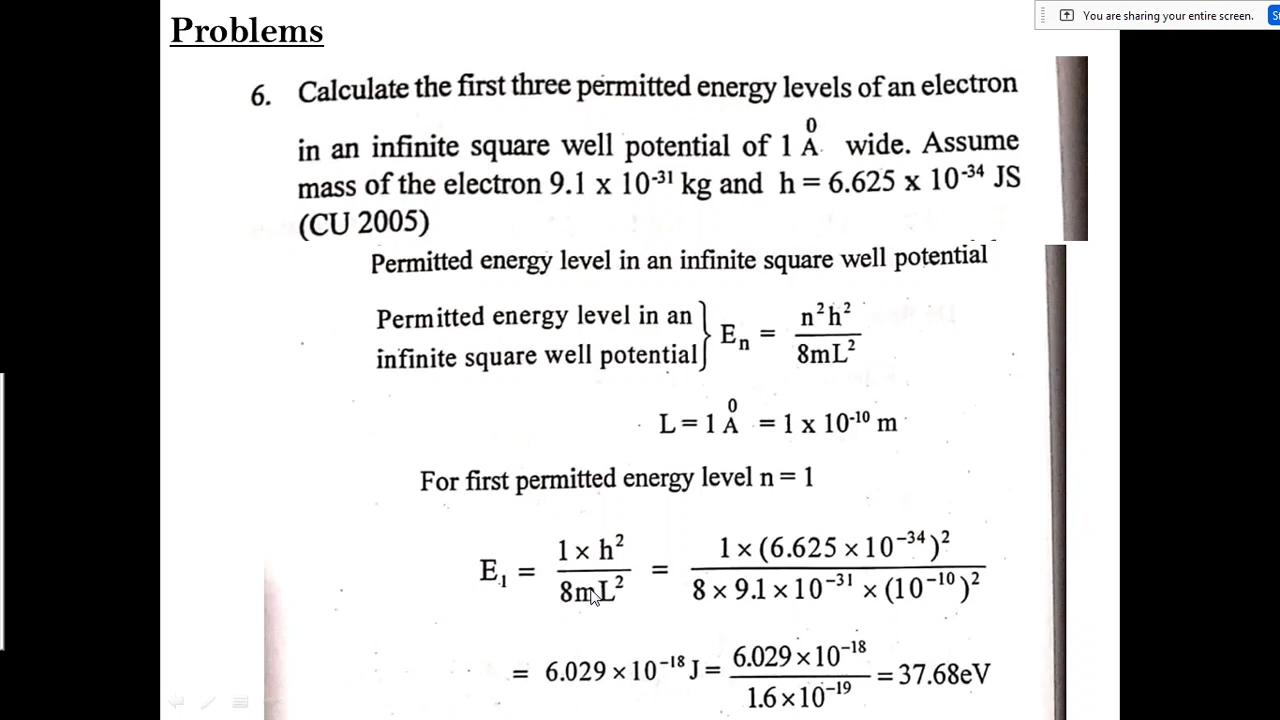 Problems
You are sharing your entire screen.
6. Calculate the first three permitted energy levels of an electron
in an infinite square well potential of 1 Å wide. Assume
mass of the electron 9.1 x 10⁻³¹ kg and h = 6.625 x 10⁻³⁴ JS
(CU 2005)
Permitted energy level in an infinite square well potential
Permitted energy level in an
infinite square well potential} Eₙ = n²h² / 8mL²
L = 1 Å = 1 x 10⁻¹⁰ m
For first permitted energy level n = 1
E₁ = 1 × h² / 8mL² = 1 × (6.625 × 10⁻³⁴)² / 8 × 9.1 × 10⁻³¹ × (10⁻¹⁰)²
= 6.029 × 10⁻¹⁸ J = 6.029 × 10⁻¹⁸ / 1.6 × 10⁻¹⁹ = 37.68eV